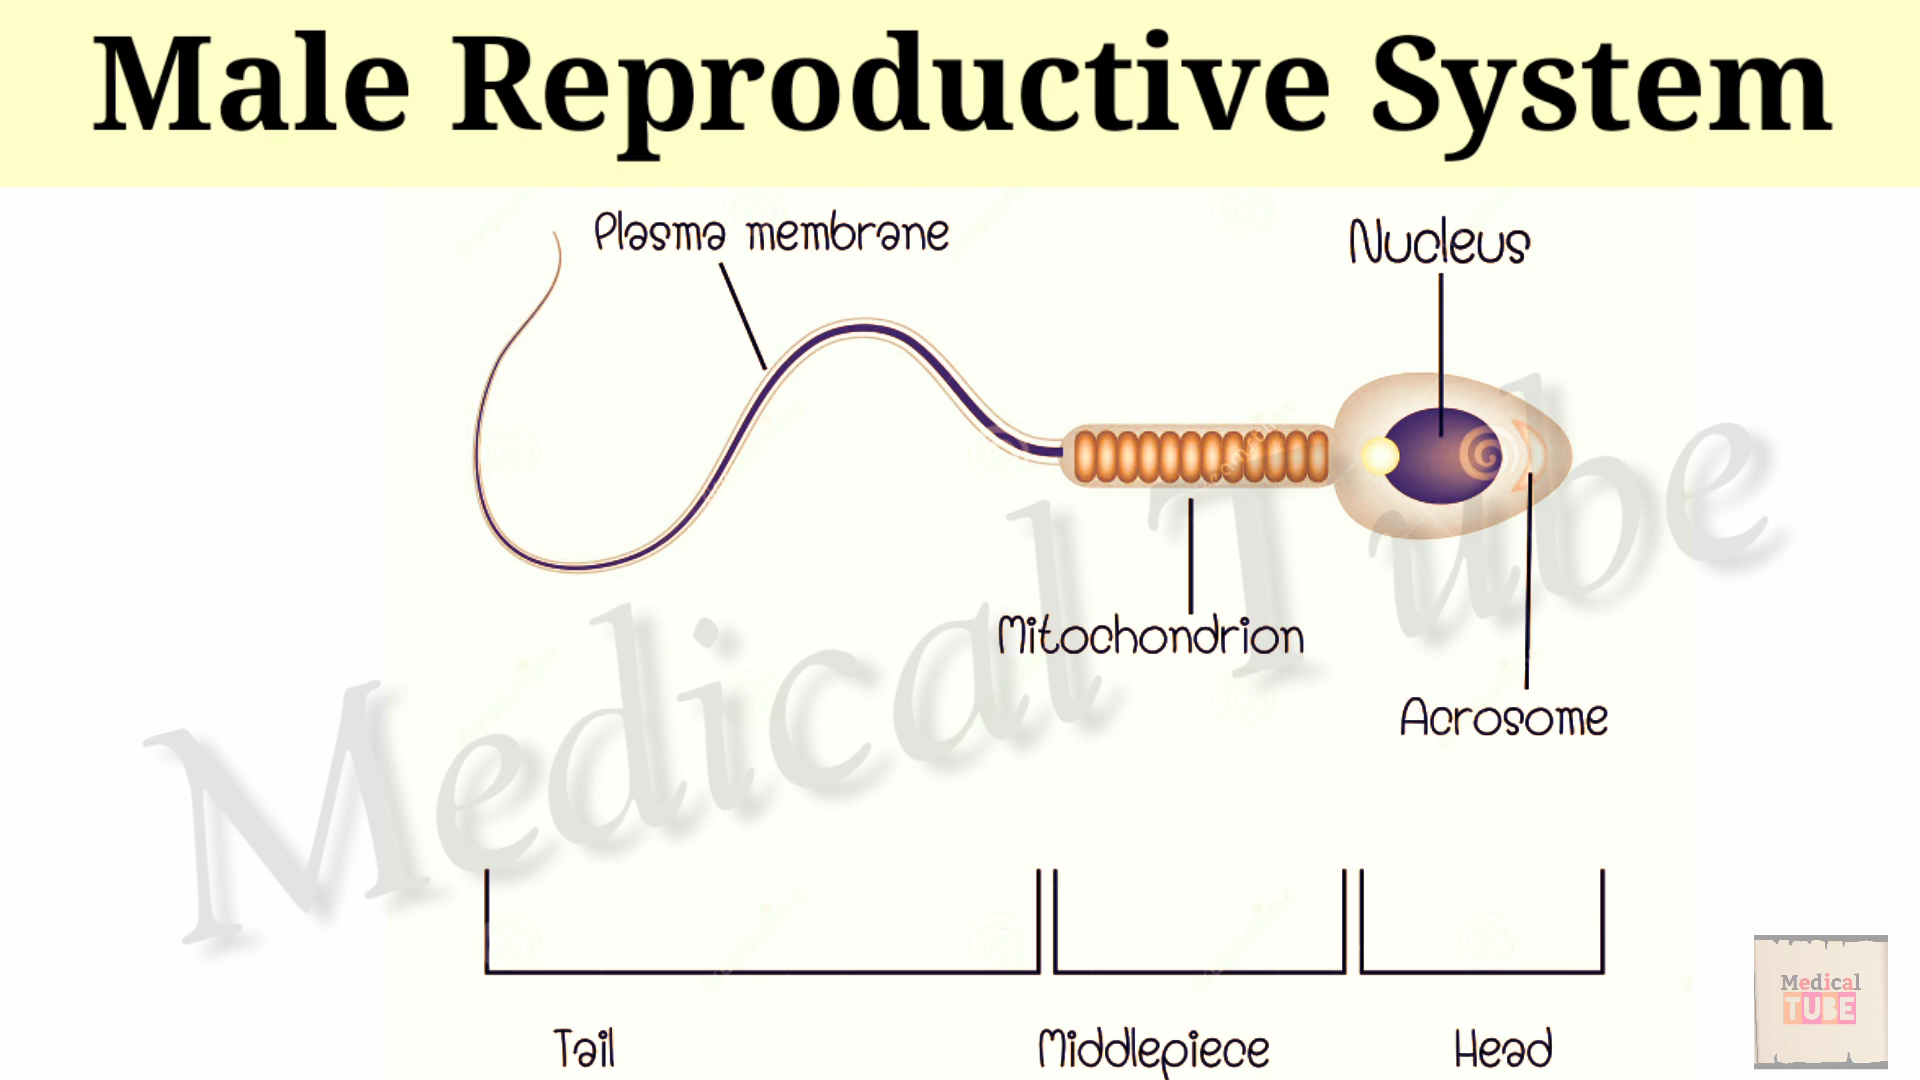 Male Reproductive System
Plasma membrane
Nucleus
Mitochondrion
Acrosome
Medical Tube
Tail
Middlepiece
Head
Medical
TUBE